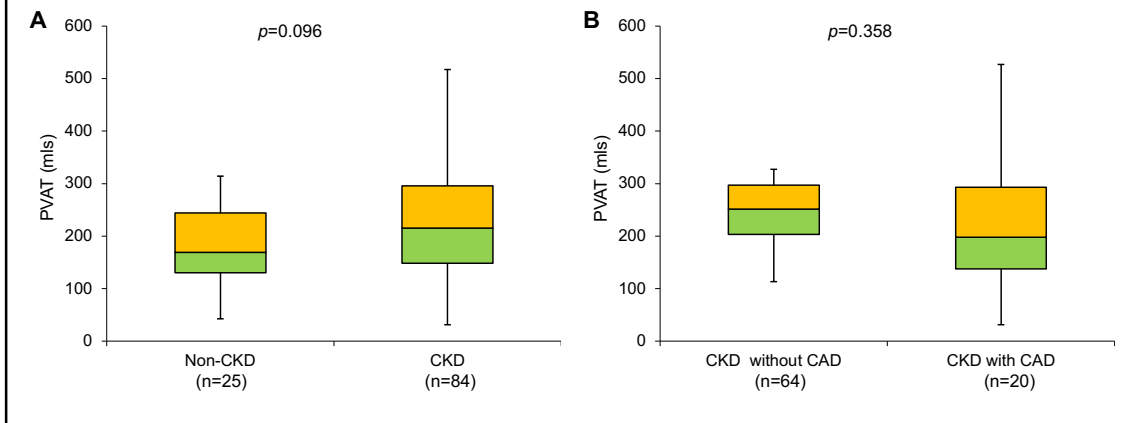 A
p=0.096
600
500
400
300
200
100
0
PVAT (mls)
Non-CKD
(n=25)
CKD
(n=84)
B
p=0.358
600
500
400
300
200
100
0
PVAT (mls)
CKD  without CAD
(n=64)
CKD with CAD
(n=20)